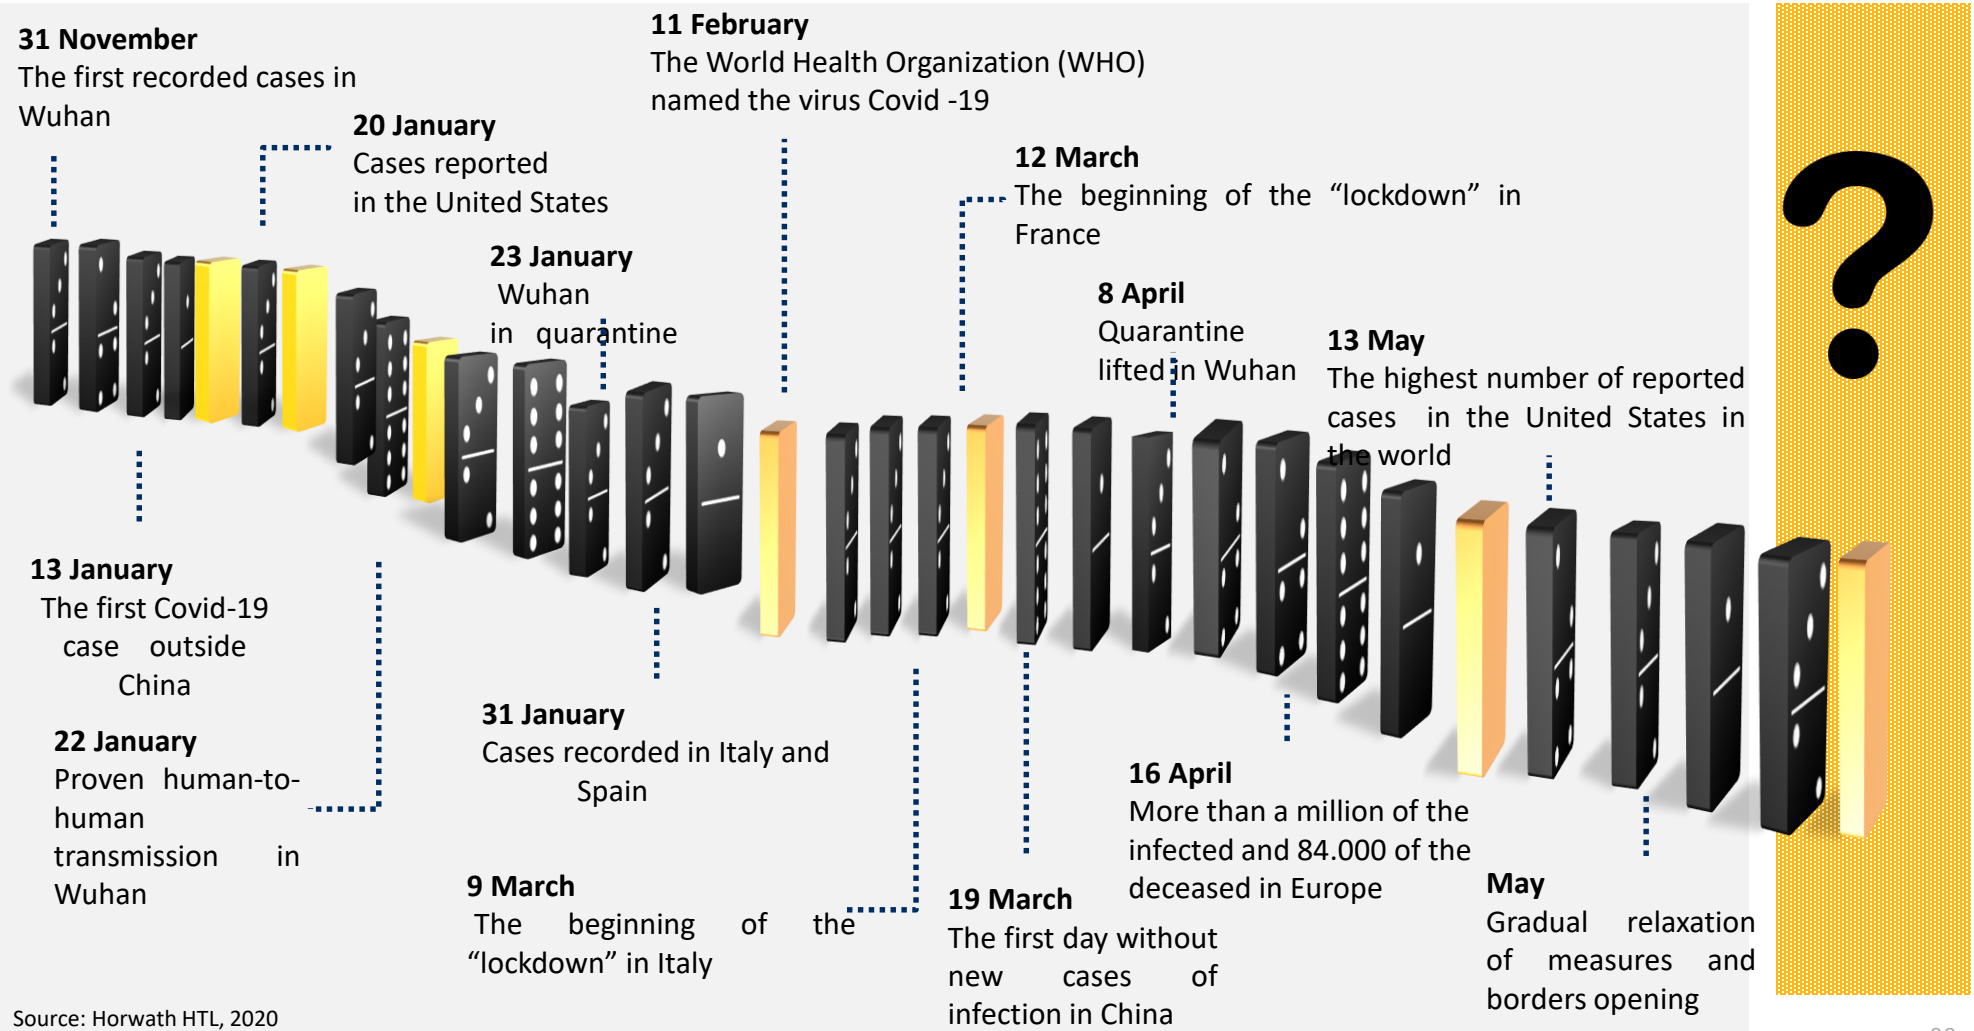 31 November
The first recorded cases in
Wuhan
20 January
Cases reported
in the United States
23 January
Wuhan
in quarantine
11 February
The World Health Organization (WHO)
named the virus Covid -19
12 March
The beginning of the “lockdown” in
France
8 April
Quarantine
lifted in Wuhan
13 May
The highest number of reported
cases in the United States in
the world
?
13 January
The first Covid-19
case outside
China
22 January
Proven human-to-
human
transmission in
Wuhan
31 January
Cases recorded in Italy and
Spain
9 March
The beginning of the
“lockdown” in Italy
19 March
The first day without
new cases of
infection in China
16 April
More than a million of the
infected and 84.000 of the
deceased in Europe
May
Gradual relaxation
of measures and
borders opening
Source: Horwath HTL, 2020